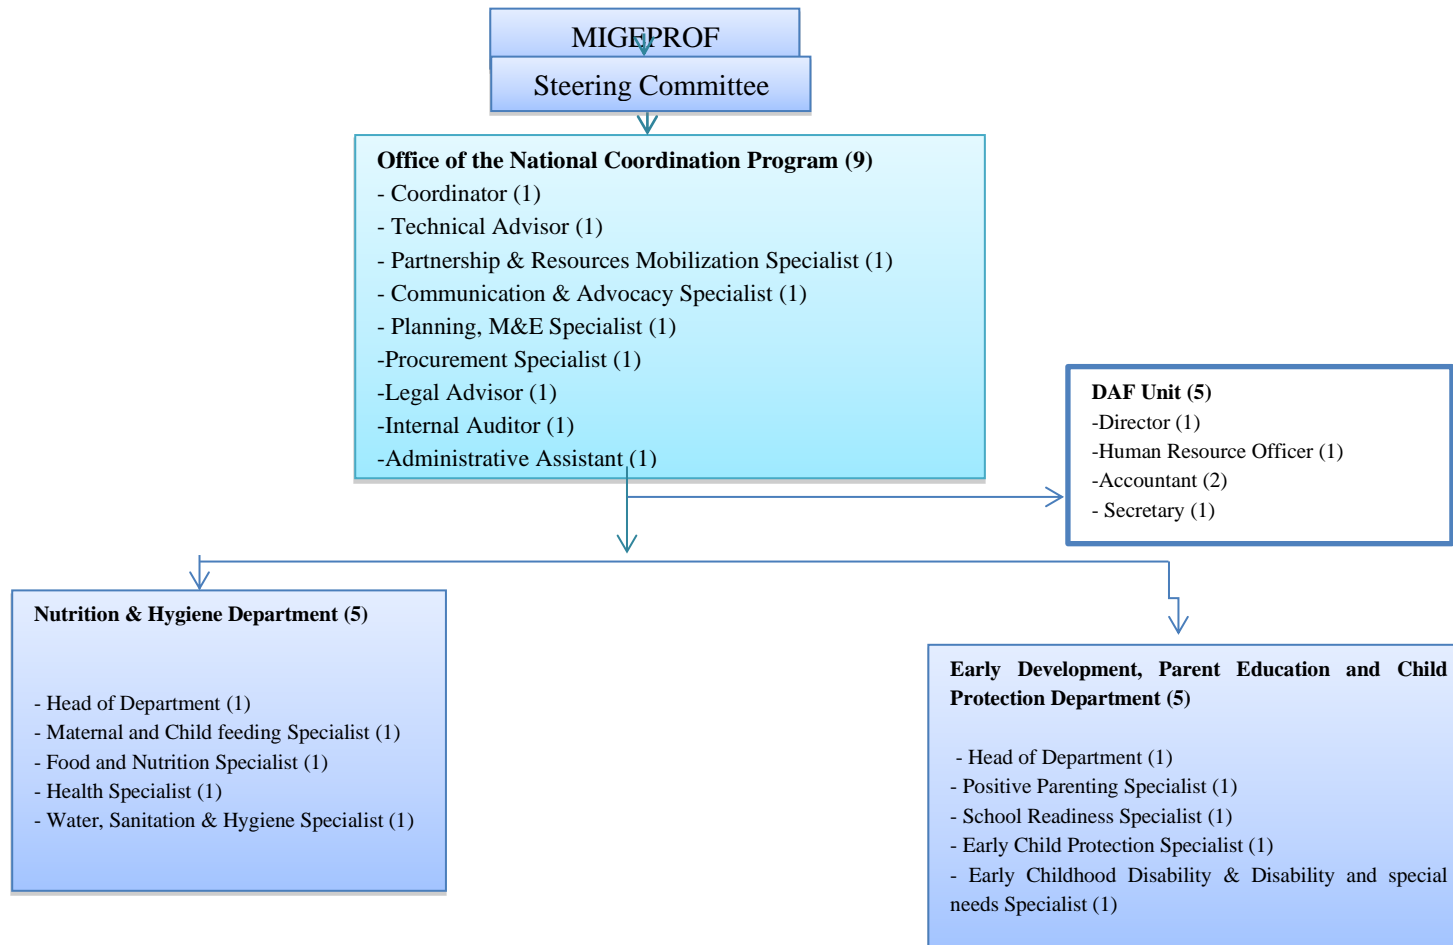 MIGEPROF
Steering Committee
Office of the National Coordination Program (9)
- Coordinator (1)
- Technical Advisor (1)
- Partnership & Resources Mobilization Specialist (1)
- Communication & Advocacy Specialist (1)
- Planning, M&E Specialist (1)
-Procurement Specialist (1)
-Legal Advisor (1)
-Internal Auditor (1)
-Administrative Assistant (1)
DAF Unit (5)
-Director (1)
-Human Resource Officer (1)
-Accountant (2)
- Secretary (1)
Nutrition & Hygiene Department (5)
- Head of Department (1)
- Maternal and Child feeding Specialist (1)
- Food and Nutrition Specialist (1)
- Health Specialist (1)
- Water, Sanitation & Hygiene Specialist (1)
Early Development, Parent Education and Child
Protection Department (5)
- Head of Department (1)
- Positive Parenting Specialist (1)
- School Readiness Specialist (1)
- Early Child Protection Specialist (1)
- Early Childhood Disability & Disability and special
needs Specialist (1)